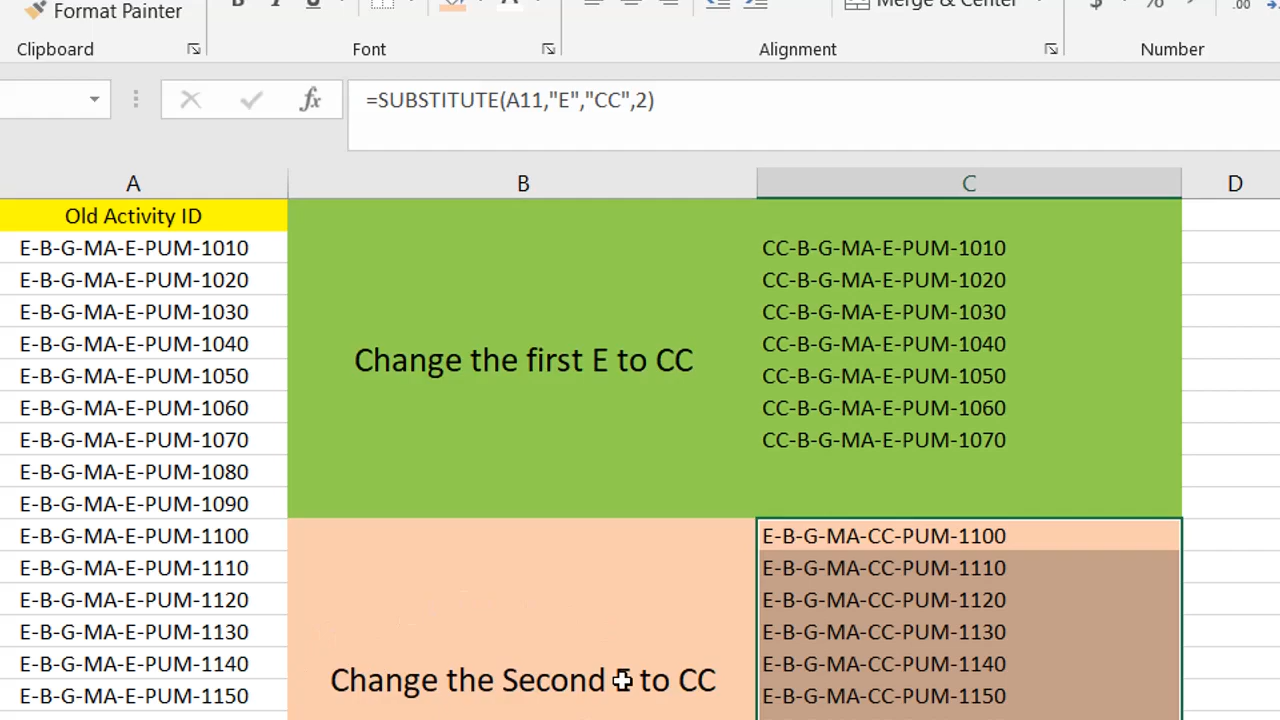 Format Painter
Merge & Center
$ % .00
Clipboard Font Alignment Number
fx =SUBSTITUTE(A11,"E","CC",2)
A B C D
Old Activity ID
E-B-G-MA-E-PUM-1010 CC-B-G-MA-E-PUM-1010
E-B-G-MA-E-PUM-1020 CC-B-G-MA-E-PUM-1020
E-B-G-MA-E-PUM-1030 CC-B-G-MA-E-PUM-1030
E-B-G-MA-E-PUM-1040 CC-B-G-MA-E-PUM-1040
Change the first E to CC
E-B-G-MA-E-PUM-1050 CC-B-G-MA-E-PUM-1050
E-B-G-MA-E-PUM-1060 CC-B-G-MA-E-PUM-1060
E-B-G-MA-E-PUM-1070 CC-B-G-MA-E-PUM-1070
E-B-G-MA-E-PUM-1080
E-B-G-MA-E-PUM-1090
E-B-G-MA-E-PUM-1100 E-B-G-MA-CC-PUM-1100
E-B-G-MA-E-PUM-1110 E-B-G-MA-CC-PUM-1110
E-B-G-MA-E-PUM-1120 E-B-G-MA-CC-PUM-1120
E-B-G-MA-E-PUM-1130 E-B-G-MA-CC-PUM-1130
E-B-G-MA-E-PUM-1140 E-B-G-MA-CC-PUM-1140
Change the Second E to CC
E-B-G-MA-E-PUM-1150 E-B-G-MA-CC-PUM-1150